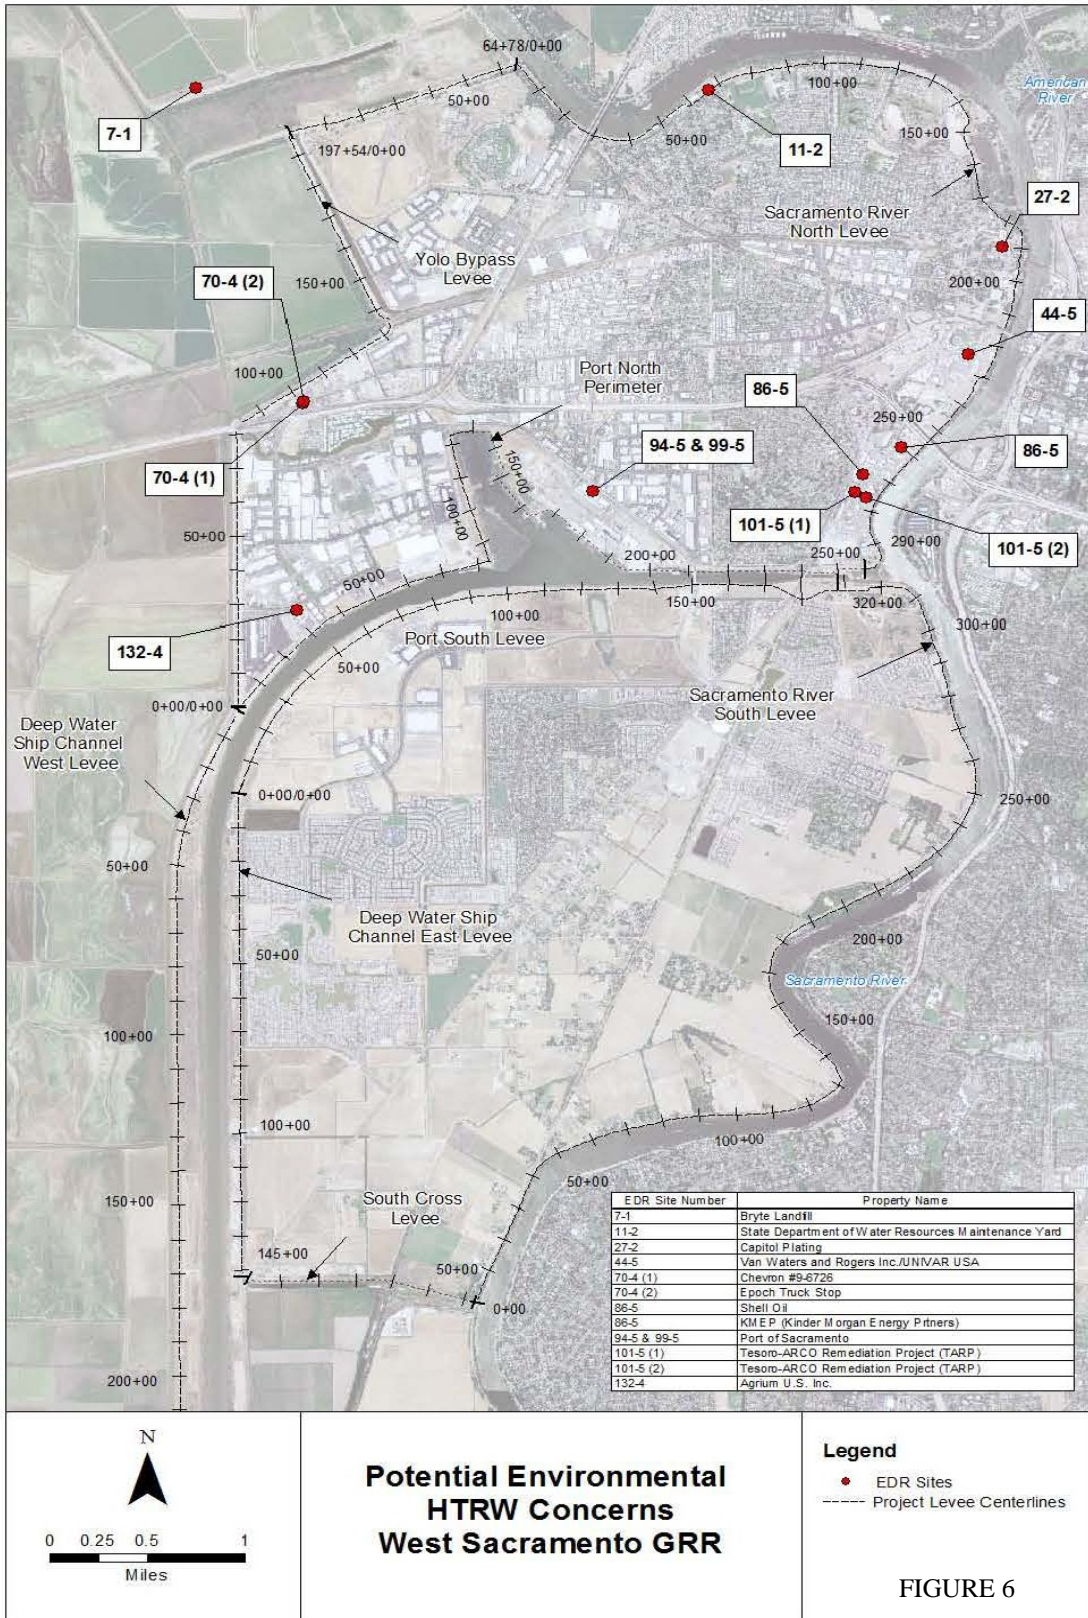 64+78/0+00
100+00
American
River
50+00
7-1
150+00
197+54/0+00
50+00
11-2
27-2
Sacramento River
North Levee
Yolo Bypass
Levee
70-4 (2)
150+00
200+00
44-5
100+00
Port North
Perimeter
86-5
250+00
94-5 & 99-5
86-5
150+00
70-4 (1)
100+00
101-5 (1)
50+00
200+00
250+00
290+00
101-5 (2)
50+00
100+00
150+00
320+00
300+00
Port South Levee
132-4
50+00
Sacramento River
South Levee
0+00/0+00
Deep Water
Ship Channel
West Levee
0+00/0+00
250+00
50+00
Deep Water Ship
Channel East Levee
50+00
200+00
Sacramento River
150+00
100+00
100+00
100+00
50+00
150+00
South Cross
Levee
145+00
50+00
0+00
200+00
EDR Site Number Property Name
7-1 Bryte Landfill
11-2 State Department of Water Resources Maintenance Yard
27-2 Capitol Plating
44-5 Van Waters and Rogers Inc./UNIVAR USA
70-4 (1) Chevron #9-6726
70-4 (2) Epoch Truck Stop
86-5 Shell Oil
86-5 KMEP (Kinder Morgan Energy Prtners)
94-5 & 99-5 Port of Sacramento
101-5 (1) Tesoro-ARCO Remediation Project (TARP)
101-5 (2) Tesoro-ARCO Remediation Project (TARP)
132-4 Agrium U.S. Inc.
N
0 0.25 0.5 1
Miles
Potential Environmental
HTRW Concerns
West Sacramento GRR
Legend
EDR Sites
Project Levee Centerlines
FIGURE 6